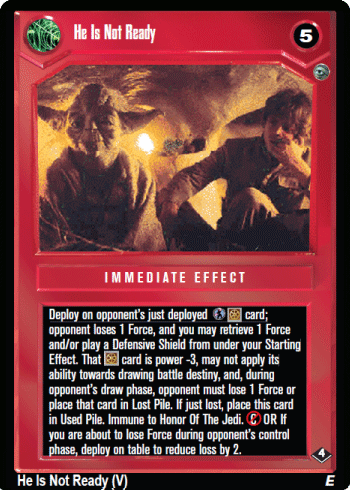 He Is Not Ready
5
IMMEDIATE EFFECT
Deploy on opponent's just deployed card;
opponent loses 1 Force, and you may retrieve 1 Force
and/or play a Defensive Shield from under your Starting
Effect. That card is power -3, may not apply its
ability towards drawing battle destiny, and, during
opponent's draw phase, opponent must lose 1 Force or
place that card in Lost Pile. If just lost, place this card
in Used Pile. Immune to Honor Of The Jedi. C OR If
you are about to lose Force during opponent's control
phase, deploy on table to reduce loss by 2.
4
He Is Not Ready (V) E